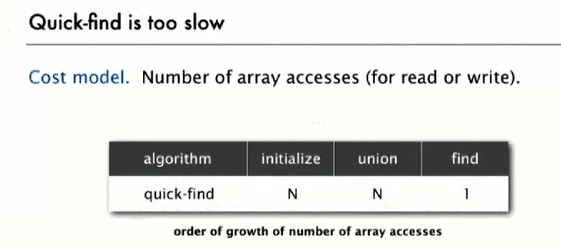 Quick-find is too slow
Cost model. Number of array accesses (for read or write).
algorithm initialize union find
quick-find N N 1
order of growth of number of array accesses